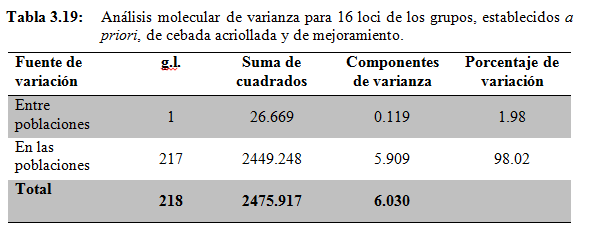 Tabla 3.19: Análisis molecular de varianza para 16 loci de los grupos, establecidos a
priori, de cebada acriollada y de mejoramiento.
Fuente de variación g.l. Suma de cuadrados Componentes de varianza Porcentaje de variación
Entre poblaciones 1 26.669 0.119 1.98
En las poblaciones 217 2449.248 5.909 98.02
Total 218 2475.917 6.030